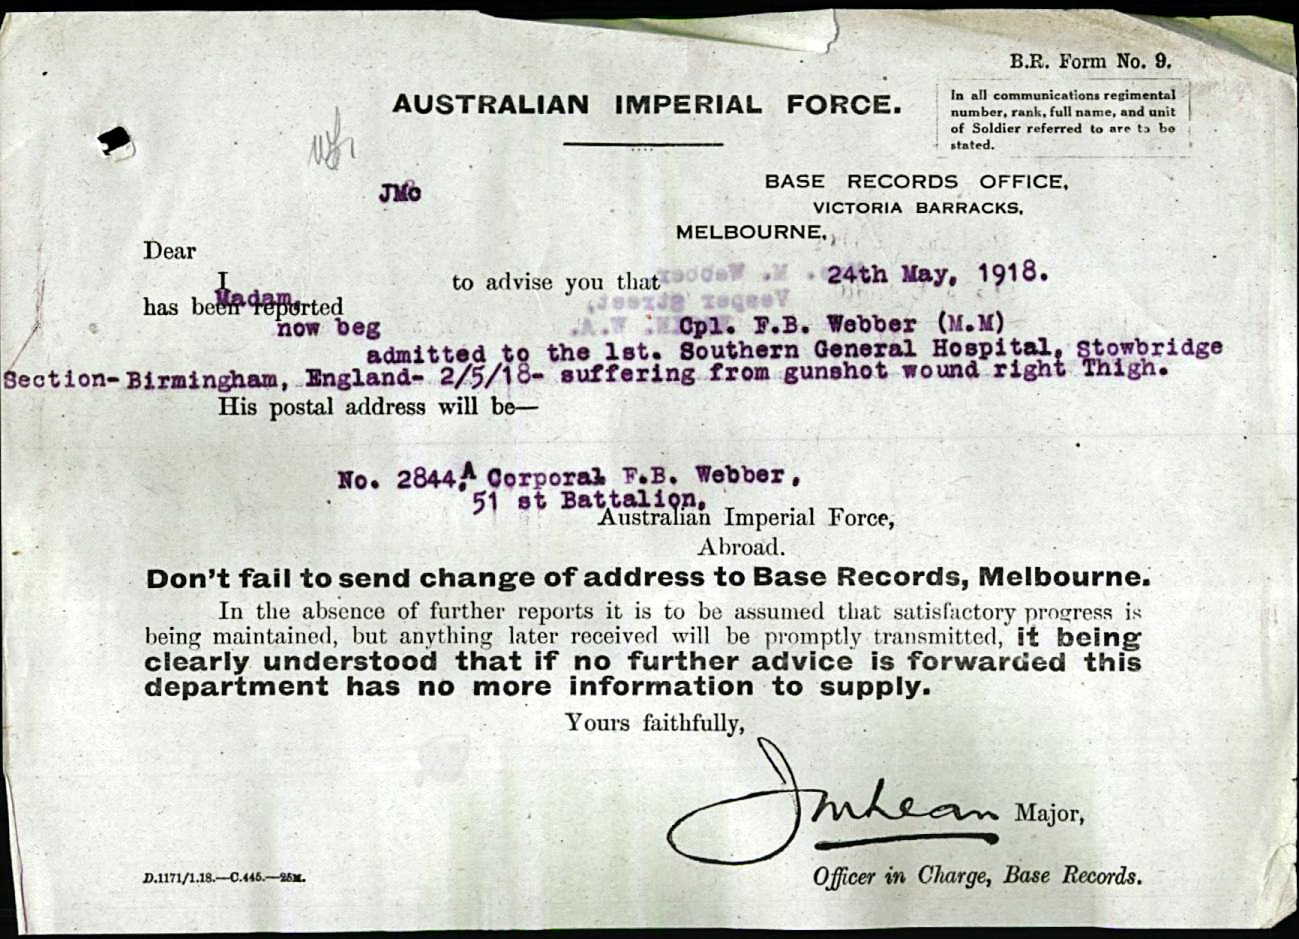 B.R. Form No. 9.
AUSTRALIAN IMPERIAL FORCE.
In all communications regimental
number, rank, full name, and unit
of Soldier referred to are to be
stated.
JMc
BASE RECORDS OFFICE,
VICTORIA BARRACKS,
MELBOURNE,
24th May, 1918.
Dear
Madam,
I now beg to advise you that Cpl. F.B. Webber (M.M)
has been reported admitted to the 1st. Southern General Hospital, Stowbridge
Section-Birmingham, England- 2/5/18- suffering from gunshot wound right Thigh.
His postal address will be—
No. 2844,A Corporal F.B. Webber,
51 st Battalion,
Australian Imperial Force,
Abroad.
Don't fail to send change of address to Base Records, Melbourne.
In the absence of further reports it is to be assumed that satisfactory progress is
being maintained, but anything later received will be promptly transmitted, it being
clearly understood that if no further advice is forwarded this
department has no more information to supply.
Yours faithfully,
JMLean Major,
Officer in Charge, Base Records.
D.1171/1.18.—C.445.—25M.